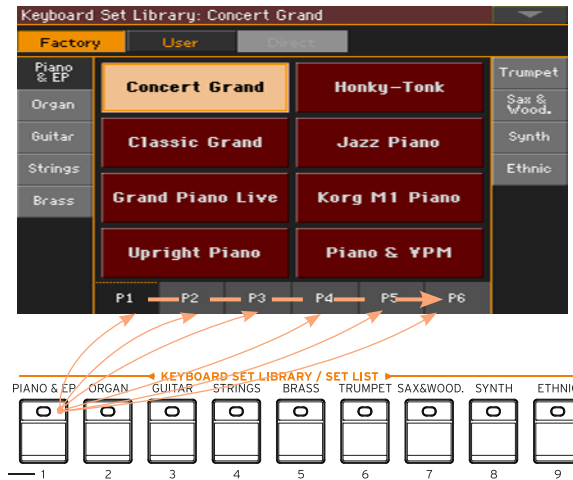 Keyboard Set Library: Concert Grand
Factory User Direct
Piano & EP
Organ
Guitar
Strings
Brass
Concert Grand Honky-Tonk
Classic Grand Jazz Piano
Grand Piano Live Korg M1 Piano
Upright Piano Piano & YPM
Trumpet
Sax & Wood.
Synth
Ethnic
P1 P2 P3 P4 P5 P6
KEYBOARD SET LIBRARY / SET LIST
PIANO & EP ORGAN GUITAR STRINGS BRASS TRUMPET SAX&WOOD. SYNTH ETHNI
1 2 3 4 5 6 7 8 9